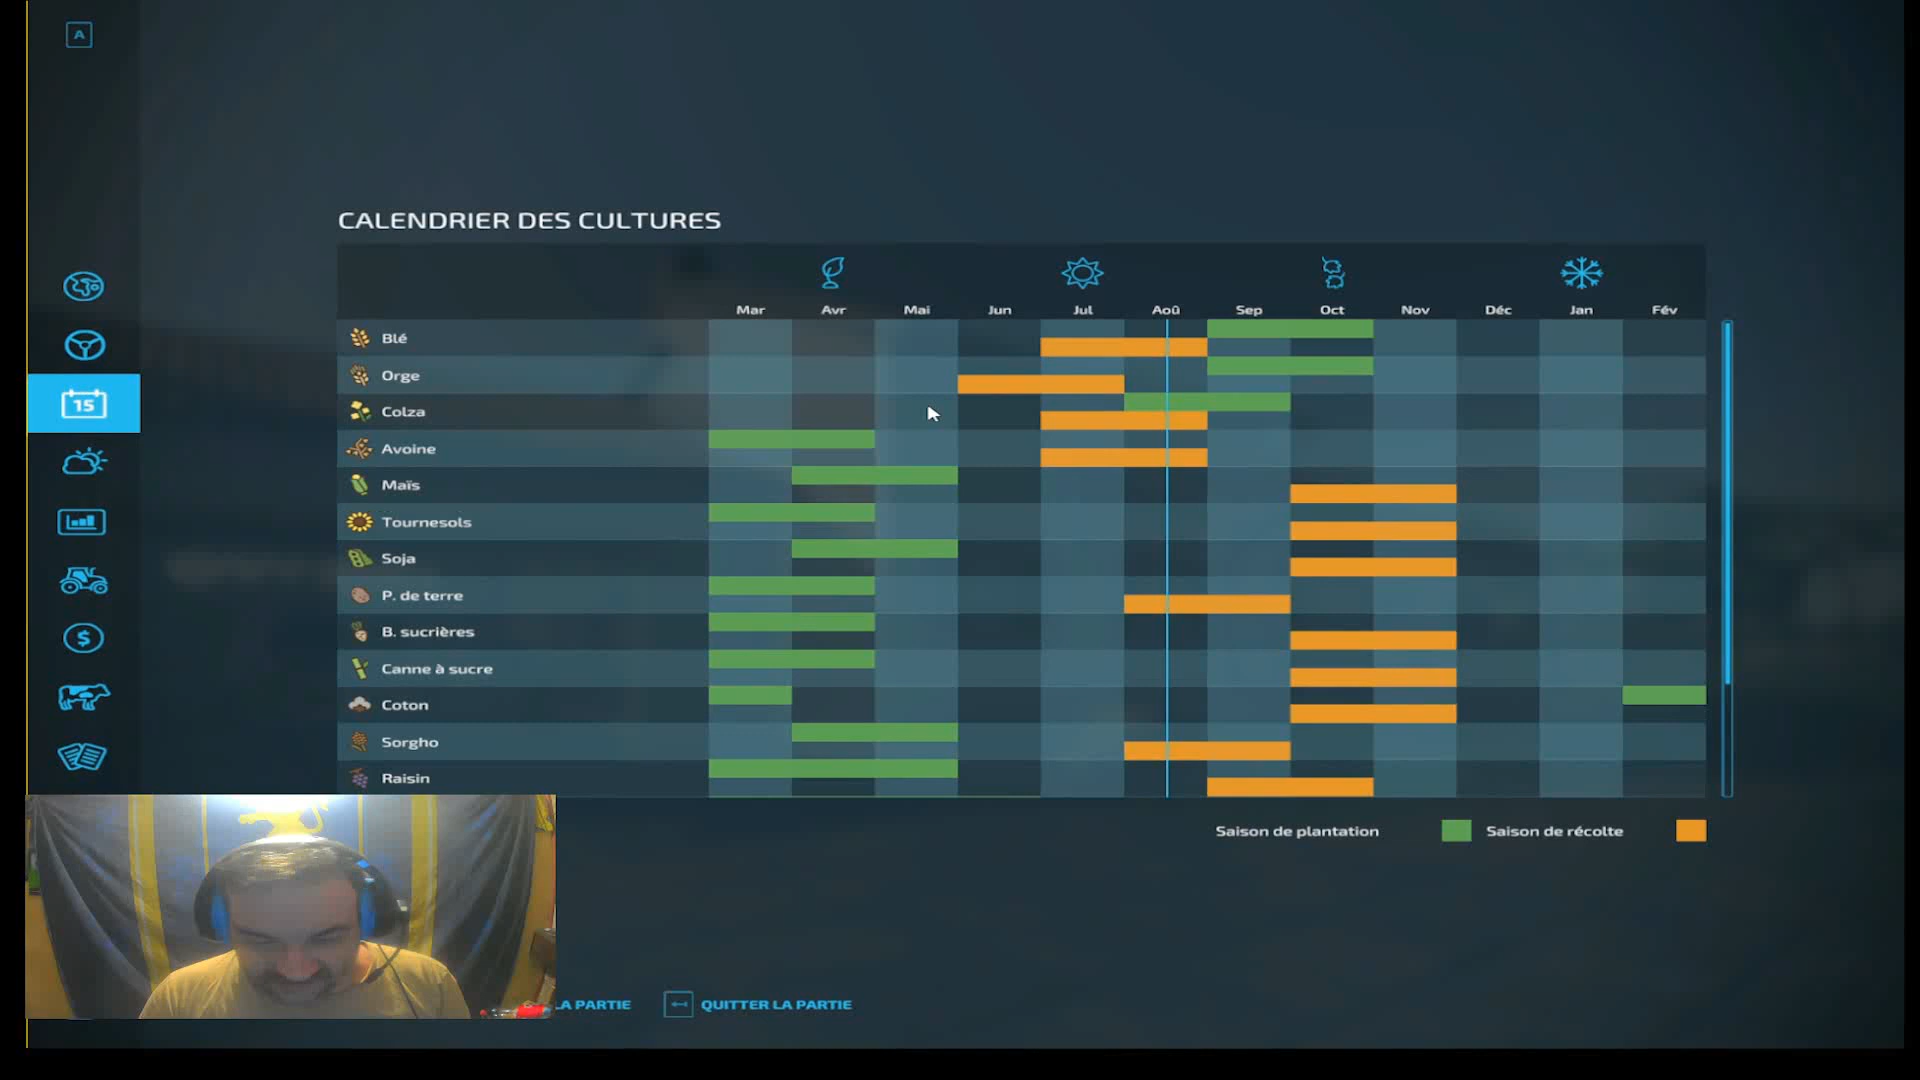 A
CALENDRIER DES CULTURES
Mar Avr Mai Jun Jul Aoû Sep Oct Nov Déc Jan Fév
Blé
Orge
15
Colza
Avoine
Maïs
Tournesols
Soja
P. de terre
B. sucrières
$
Canne à sucre
Coton
Sorgho
Raisin
Saison de plantation Saison de récolte
LA PARTIE QUITTER LA PARTIE